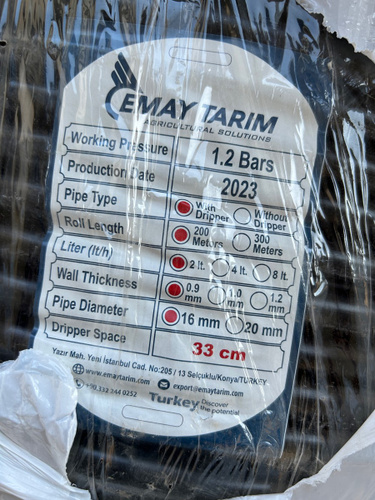 EMAY TARIM
AGRICULTURAL SOLUTIONS
Working Pressure 1.2 Bars
Production Date 2023
Pipe Type With Dripper Without Dripper
Roll Length 200 Meters 300 Meters
Liter (lt/h) 2 lt. 4 lt. 8 lt.
Wall Thickness 0.9 mm 1.0 mm 1.2 mm
Pipe Diameter 16 mm 20 mm
Dripper Space 33 cm
Yazır Mah. Yeni İstanbul Cad. No:205 / 13 Selçuklu/Konya/TURKEY
www.emaytarim.com
export@emaytarim.com
+90 332 244 0252
Turkey Discover the potential